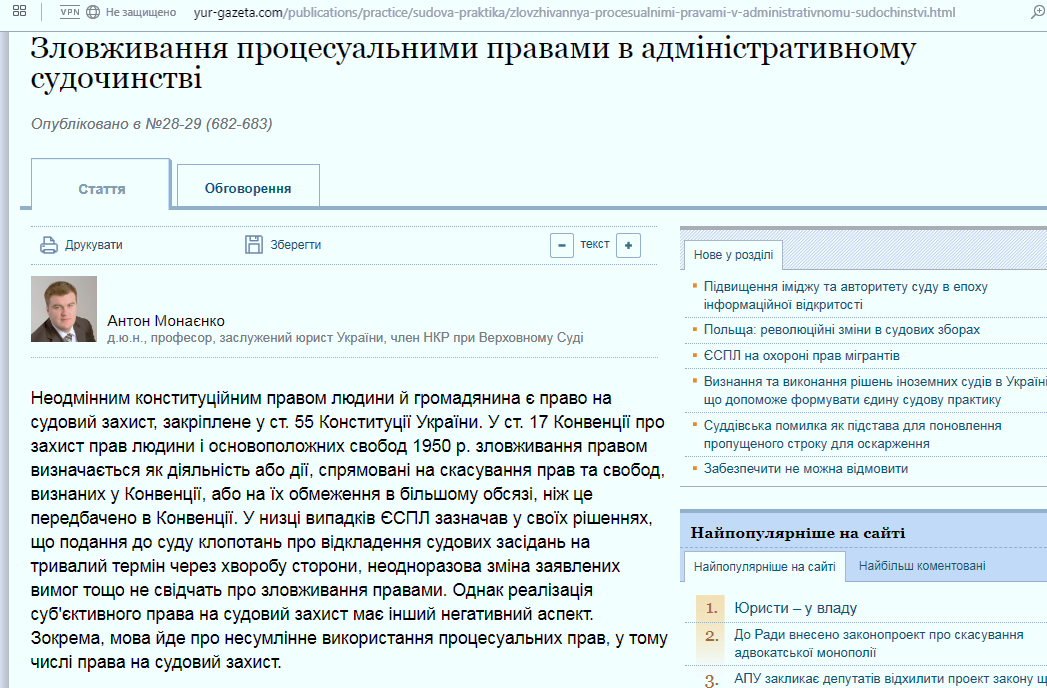 VPN Не защищено yur-gazeta.com/publications/practice/sudova-praktika/zlovzhivannya-procesualnimi-pravami-v-administrativnomu-sudochinstvi.html
Зловживання процесуальними правами в адміністративному
судочинстві
Опубліковано в №28-29 (682-683)
Стаття
Обговорення
Друкувати
Зберегти
- текст +
Антон Монаєнко
д.ю.н., професор, заслужений юрист України, член НКР при Верховному Суді
Неодмінним конституційним правом людини й громадянина є право на
судовий захист, закріплене у ст. 55 Конституції України. У ст. 17 Конвенції про
захист прав людини і основоположних свобод 1950 р. зловживання правом
визначається як діяльність або дії, спрямовані на скасування прав та свобод,
визнаних у Конвенції, або на їх обмеження в більшому обсязі, ніж це
передбачено в Конвенції. У низці випадків ЄСПЛ зазначав у своїх рішеннях,
що подання до суду клопотань про відкладення судових засідань на
тривалий термін через хворобу сторони, неодноразова зміна заявлених
вимог тощо не свідчать про зловживання правами. Однак реалізація
суб'єктивного права на судовий захист має інший негативний аспект.
Зокрема, мова йде про несумлінне використання процесуальних прав, у тому
числі права на судовий захист.
Нове у розділі
Підвищення іміджу та авторитету суду в епоху
інформаційної відкритості
Польща: революційні зміни в судових зборах
ЄСПЛ на охороні прав мігрантів
Визнання та виконання рішень іноземних судів в Україні
що допоможе формувати єдину судову практику
Суддівська помилка як підстава для поновлення
пропущеного строку для оскарження
Забезпечити не можна відмовити
Найпопулярніше на сайті
Найпопулярніше на сайті
Найбільш коментовані
1. Юристи – у владу
2. До Ради внесено законопроект про скасування
адвокатської монополії
3. АПУ закликає депутатів відхилити проект закону щ